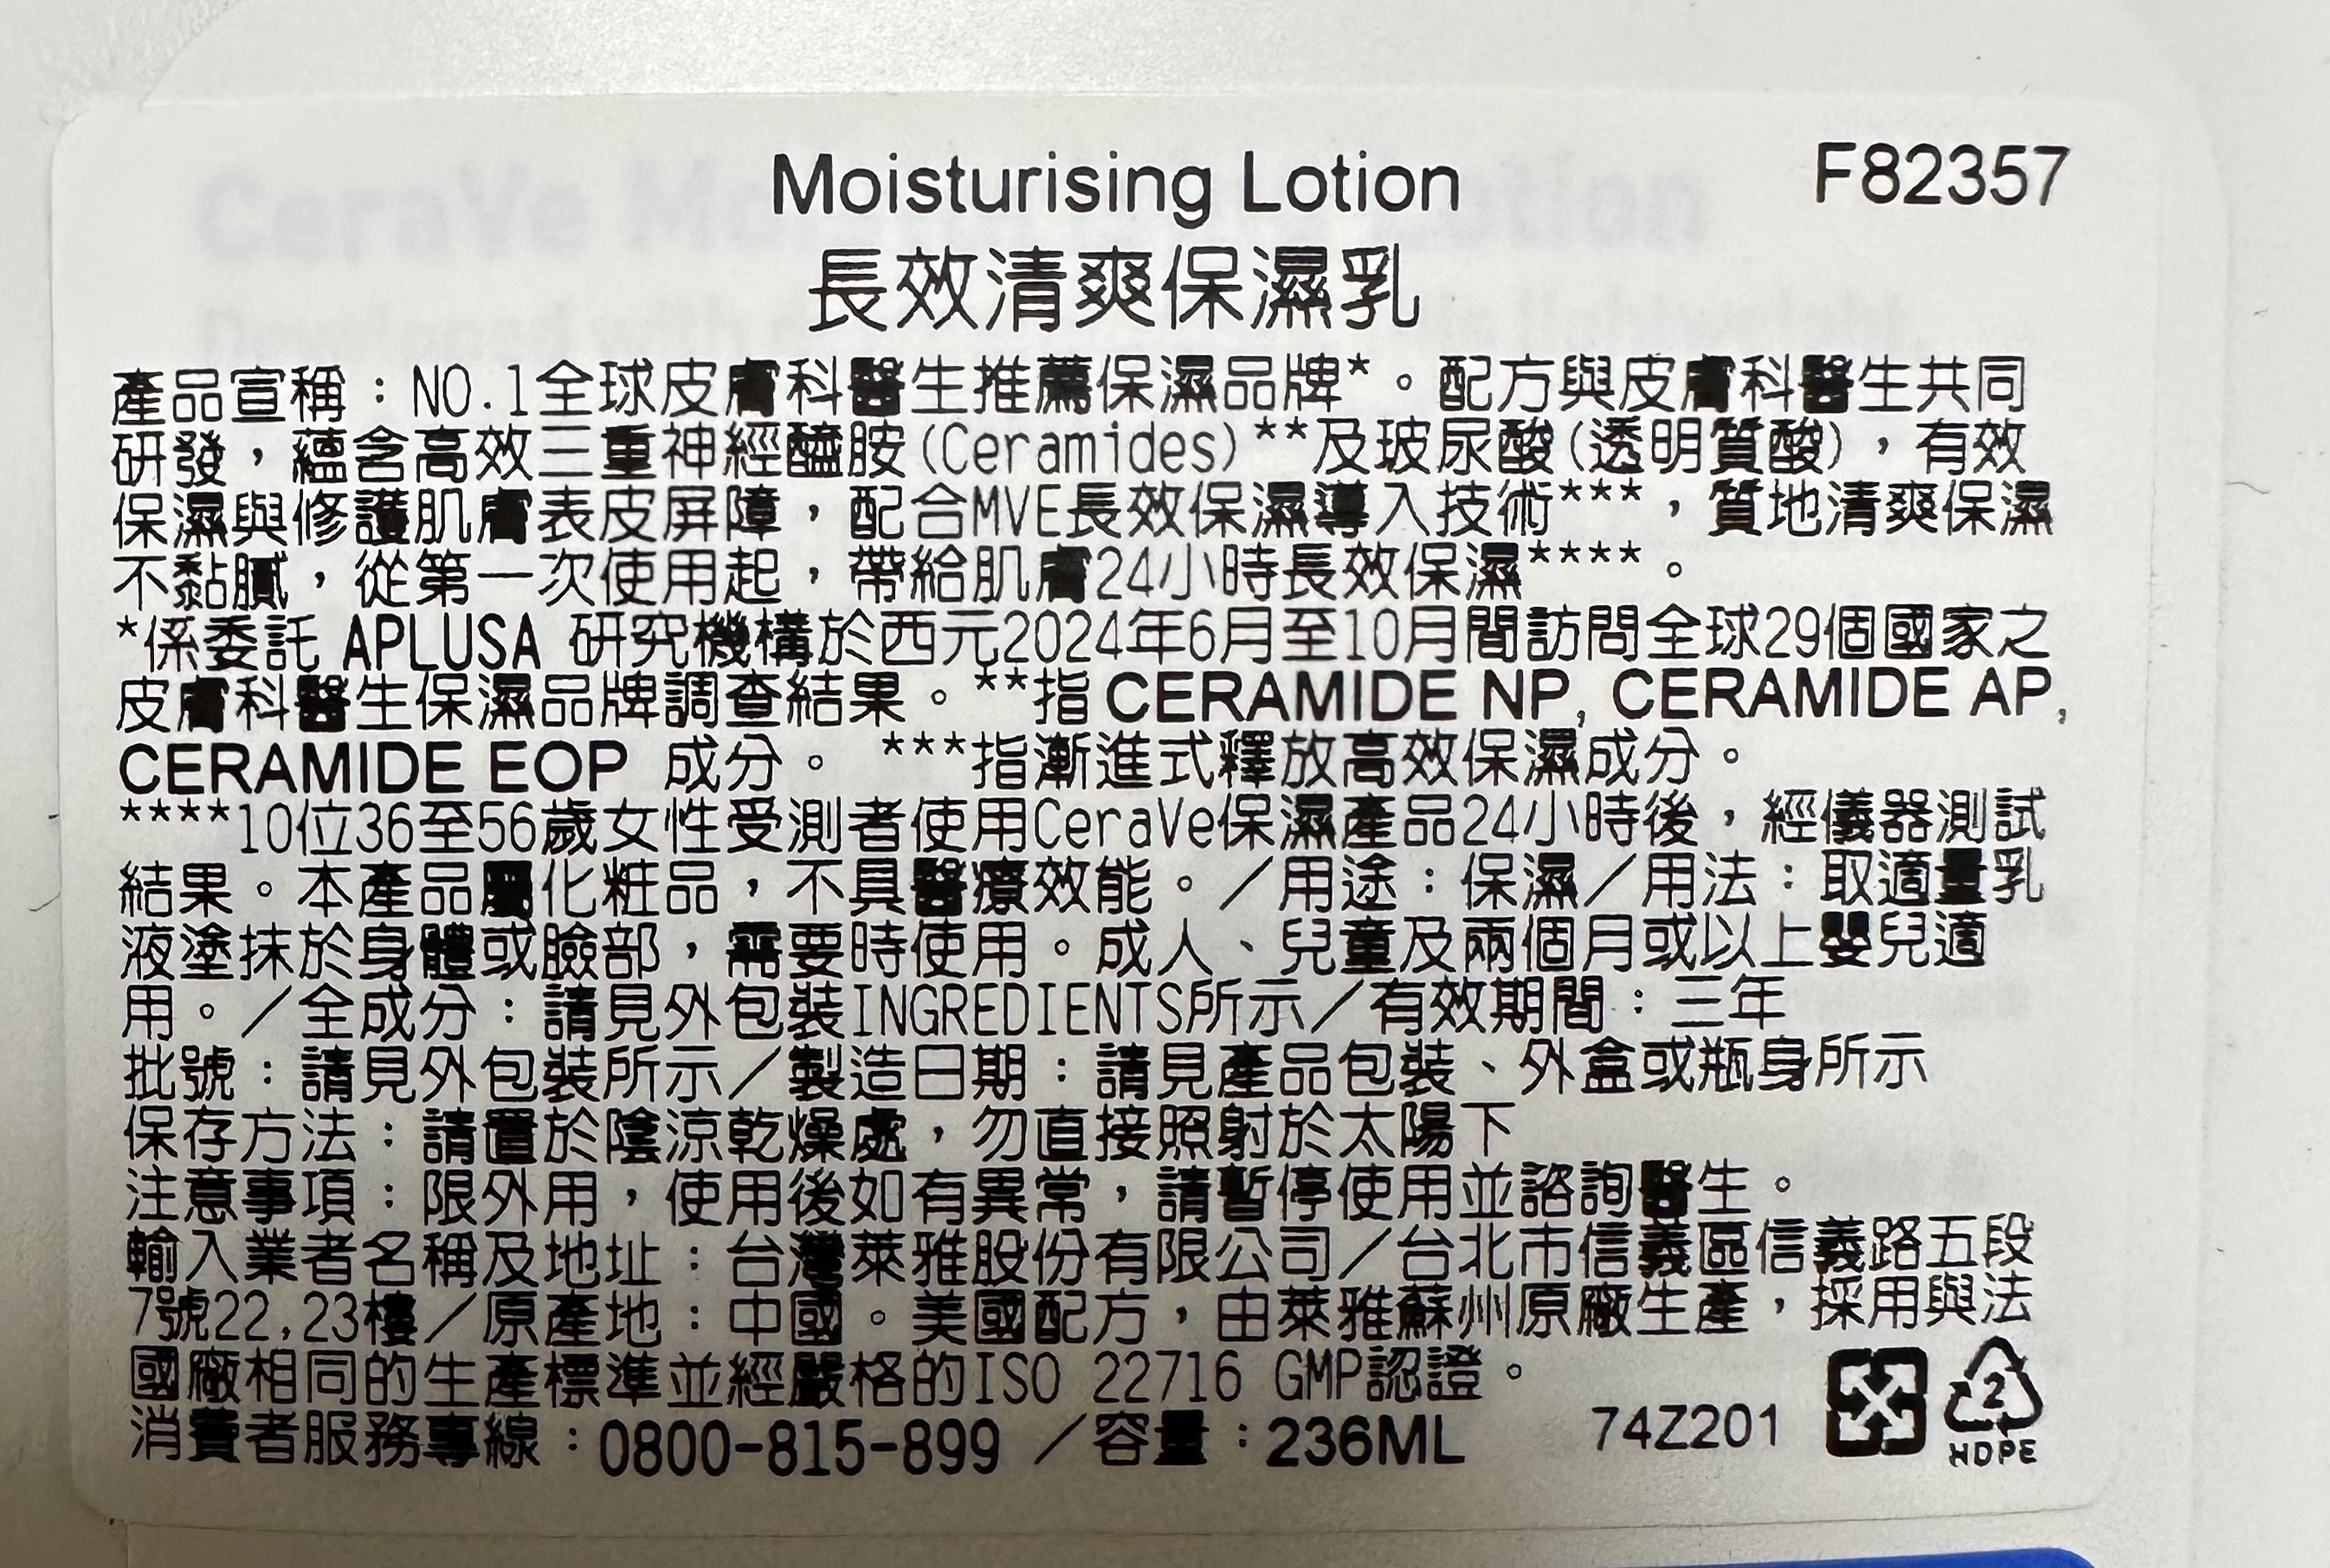 Moisturising Lotion
F82357
長效清爽保濕乳
產品宣稱：NO.1全球皮膚科醫生推薦保濕品牌*。配方與皮膚科醫生共同
研發，蘊含高效三重神經醯胺(Ceramides)**及玻尿酸(透明質酸)，有效
保濕與修護肌膚表皮屏障，配合MVE長效保濕導入技術***，質地清爽保濕
不黏膩，從第一次使用起，帶給肌膚24小時長效保濕****。
*係委託 APLUSA 研究機構於西元2024年6月至10月間訪問全球29個國家之
皮膚科醫生保濕品牌調查結果。**指 CERAMIDE NP, CERAMIDE AP,
CERAMIDE EOP 成分。 ***指漸進式釋放高效保濕成分。
****10位36至56歲女性受測者使用CeraVe保濕產品24小時後，經儀器測試
結果。本產品屬化粧品，不具醫療效能。／用途：保濕／用法：取適量乳
液塗抹於身體或臉部，需要時使用。成人、兒童及兩個月或以上嬰兒適
用。／全成分：請見外包裝INGREDIENTS所示／有效期間：三年
批號：請見外包裝所示／製造日期：請見產品包裝、外盒或瓶身所示
保存方法：請置於陰涼乾燥處，勿直接照射於太陽下
注意事項：限外用，使用後如有異常，請暫停使用並諮詢醫生。
輸入業者名稱及地址：台灣萊雅股份有限公司／台北市信義區信義路五段
7號22,23樓／原產地：中國。美國配方，由萊雅蘇州原廠生產，採用與法
國廠相同的生產標準並經嚴格的ISO 22716 GMP認證。
消費者服務專線：0800-815-899 ／容量：236ML
74Z201
2
HDPE